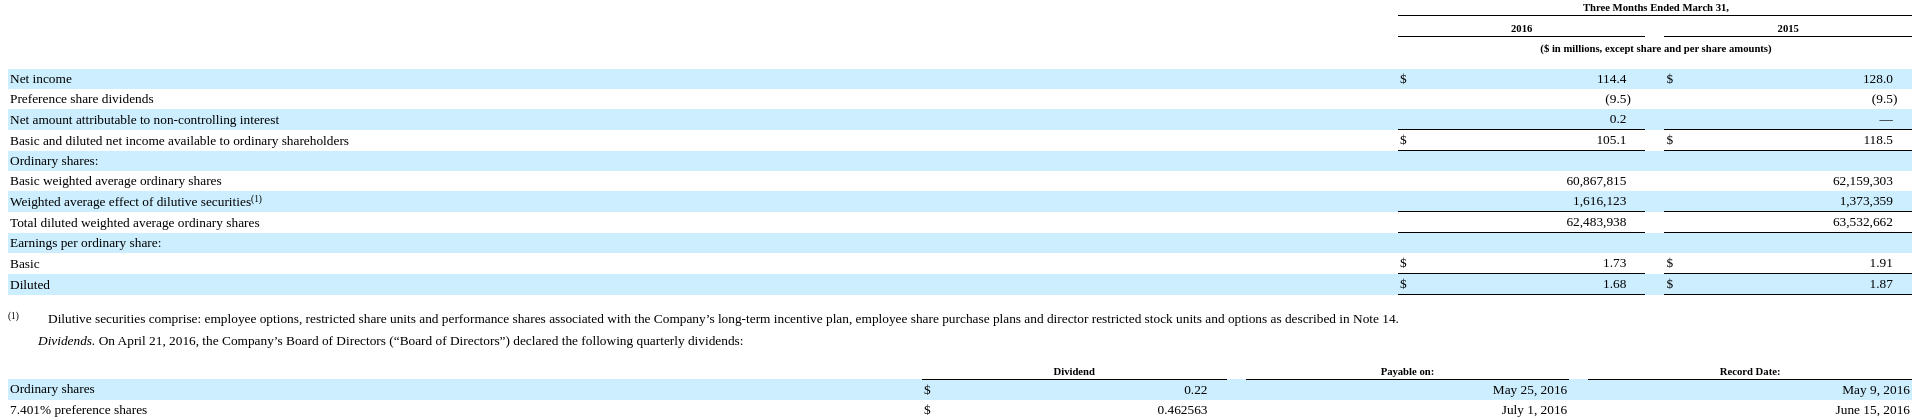 Three Months Ended March 31,
2016 2015
($ in millions, except share and per share amounts)
Net income $ 114.4 $ 128.0
Preference share dividends (9.5) (9.5)
Net amount attributable to non-controlling interest 0.2 —
Basic and diluted net income available to ordinary shareholders $ 105.1 $ 118.5
Ordinary shares:
Basic weighted average ordinary shares 60,867,815 62,159,303
Weighted average effect of dilutive securities(1) 1,616,123 1,373,359
Total diluted weighted average ordinary shares 62,483,938 63,532,662
Earnings per ordinary share:
Basic $ 1.73 $ 1.91
Diluted $ 1.68 $ 1.87
(1) Dilutive securities comprise: employee options, restricted share units and performance shares associated with the Company’s long-term incentive plan, employee share purchase plans and director restricted stock units and options as described in Note 14.
Dividends. On April 21, 2016, the Company’s Board of Directors (“Board of Directors”) declared the following quarterly dividends:
Dividend Payable on: Record Date:
Ordinary shares $ 0.22 May 25, 2016 May 9, 2016
7.401% preference shares $ 0.462563 July 1, 2016 June 15, 2016